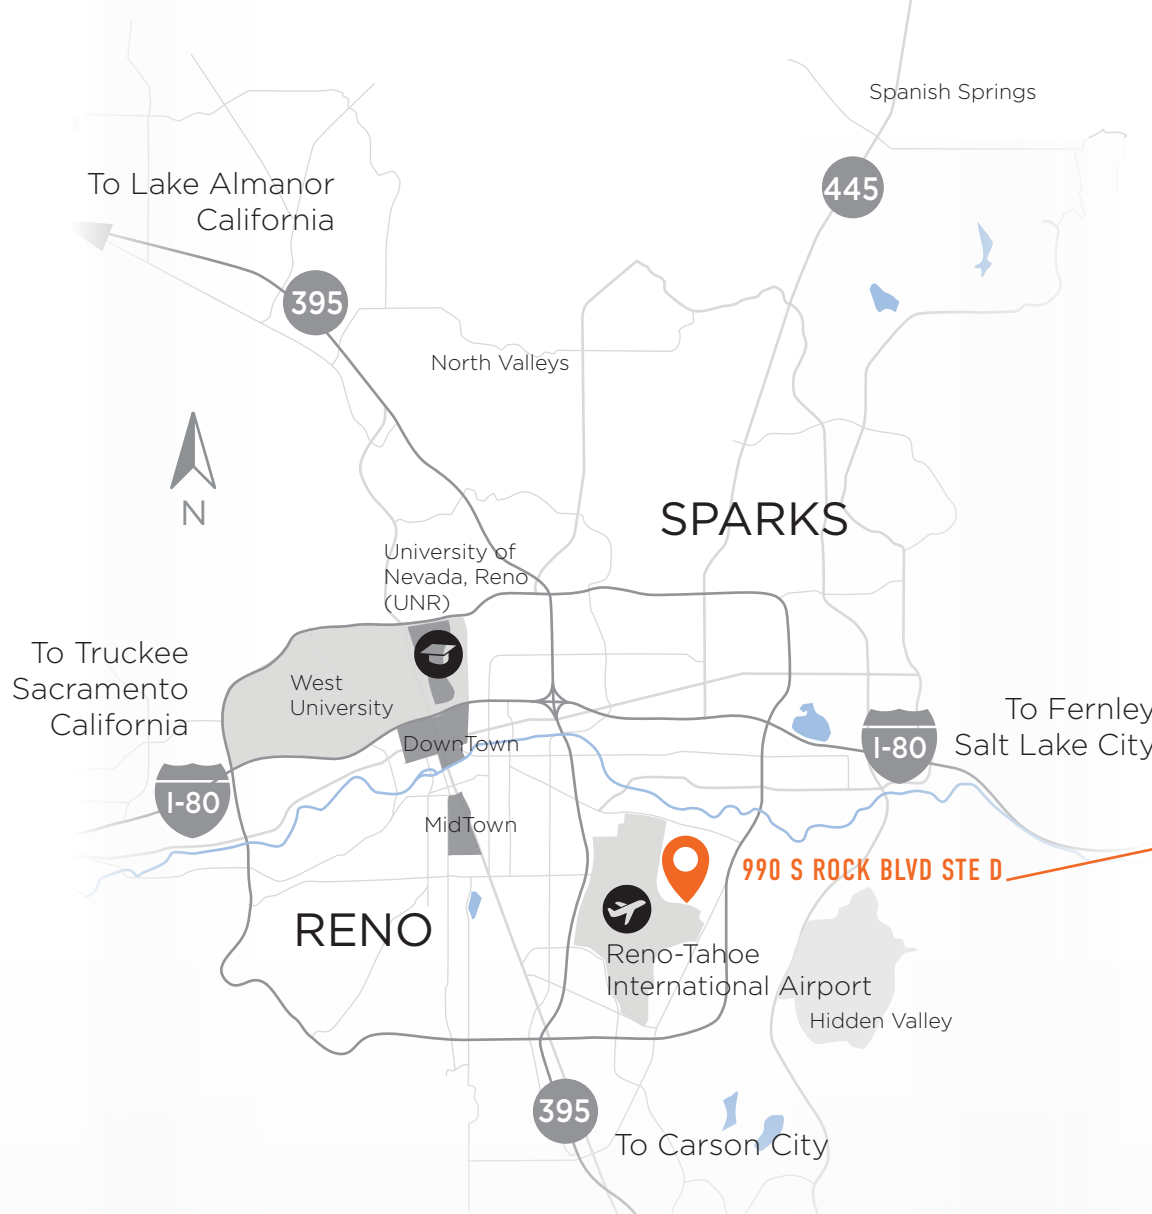 Spanish Springs
445
To Lake Almanor
California
395
North Valleys
N
SPARKS
University of
Nevada, Reno
(UNR)
To Truckee
Sacramento
California
West
University
DownTown
To Fernley
Salt Lake City
I-80
I-80
MidTown
990 S ROCK BLVD STE D
RENO
Reno-Tahoe
International Airport
Hidden Valley
395
To Carson City